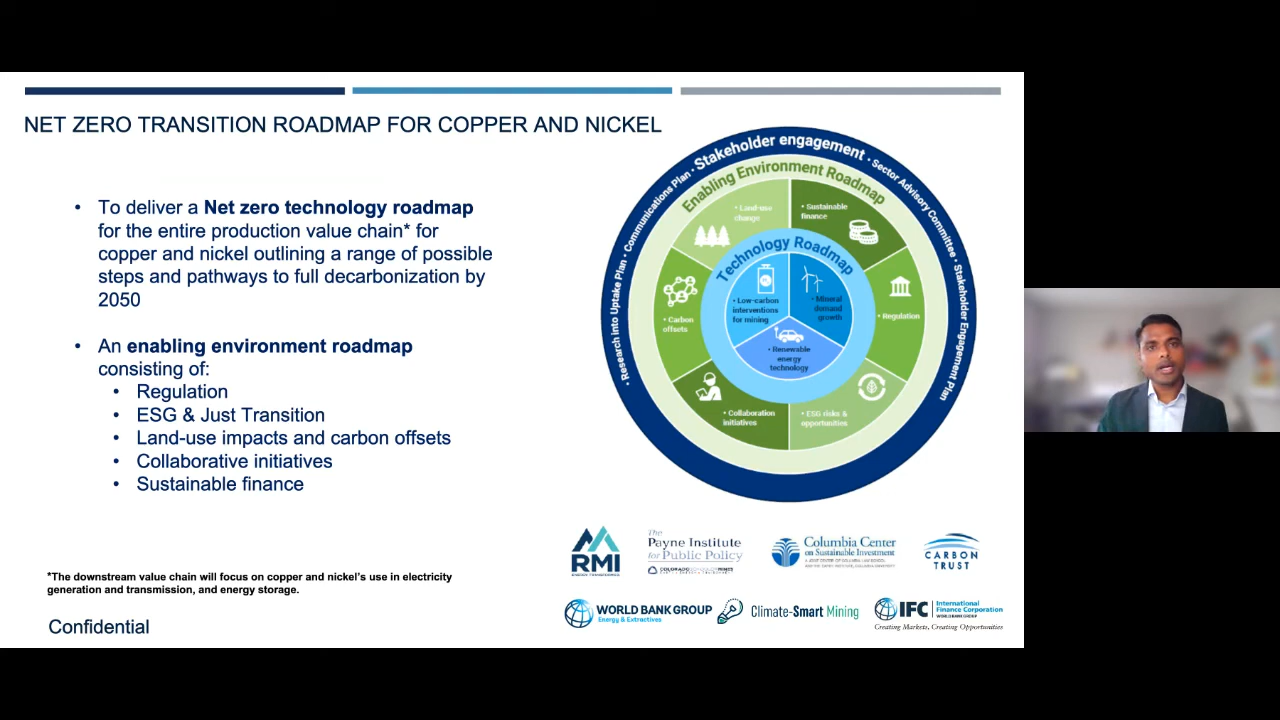 NET ZERO TRANSITION ROADMAP FOR COPPER AND NICKEL
• To deliver a Net zero technology roadmap
for the entire production value chain* for
copper and nickel outlining a range of possible
steps and pathways to full decarbonization by
2050
• An enabling environment roadmap
consisting of:
• Regulation
• ESG & Just Transition
• Land-use impacts and carbon offsets
• Collaborative initiatives
• Sustainable finance
*The downstream value chain will focus on copper and nickel's use in electricity
generation and transmission, and energy storage.
Confidential
• Research into Uptake Plan • Communications Plan • Stakeholder engagement • Sector Advisory Committee • Stakeholder Engagement Plan
Enabling Environment Roadmap
• Land-use
change
• Sustainable
finance
• Carbon
offsets
• Regulation
• Collaboration
initiatives
• ESG risks &
opportunities
Technology Roadmap
• Low-carbon
interventions
for mining
• Mineral
demand
growth
• Renewable
energy
technology
RMI
The
Payne Institute
for Public Policy
Columbia Center
on Sustainable Investment
CARBON
TRUST
WORLD BANK GROUP
Energy & Extractives
Climate-Smart Mining
IFC
International
Finance Corporation
WORLD BANK GROUP
Creating Markets, Creating Opportunities